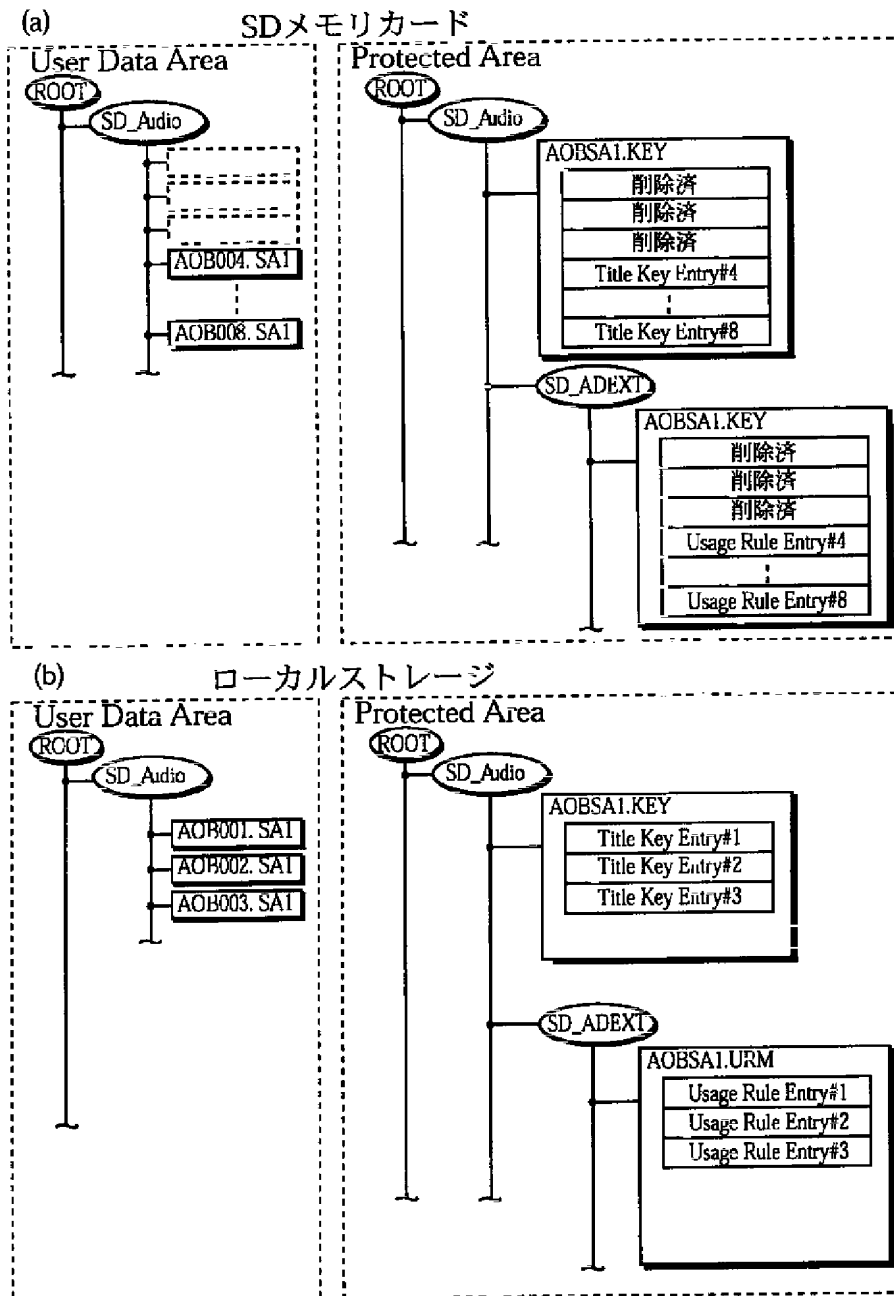 (a)
SDメモリカード
User Data Area
ROOT
SD_Audio
AOB004. SA1
AOB008. SA1
Protected Area
ROOT
SD_Audio
AOBSA1.KEY
削除済
削除済
削除済
Title Key Entry#4
Title Key Entry#8
SD_ADEXT
AOBSA1.KEY
削除済
削除済
削除済
Usage Rule Entry#4
Usage Rule Entry#8
(b)
ローカルストレージ
User Data Area
ROOT
SD_Audio
AOB001. SA1
AOB002. SA1
AOB003. SA1
Protected Area
ROOT
SD_Audio
AOBSA1.KEY
Title Key Entry#1
Title Key Entry#2
Title Key Entry#3
SD_ADEXT
AOBSA1.URM
Usage Rule Entry#1
Usage Rule Entry#2
Usage Rule Entry#3